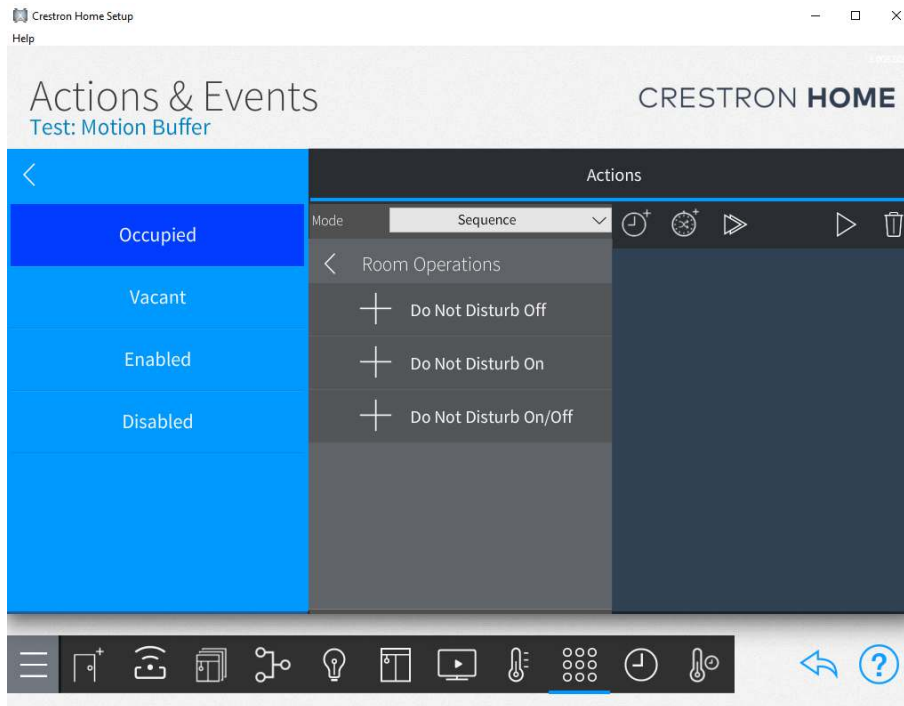 Crestron Home Setup
Help
Actions & Events
Test: Motion Buffer
CRESTRON HOME
Actions
Occupied
Vacant
Enabled
Disabled
Mode
Sequence
Room Operations
Do Not Disturb Off
Do Not Disturb On
Do Not Disturb On/Off